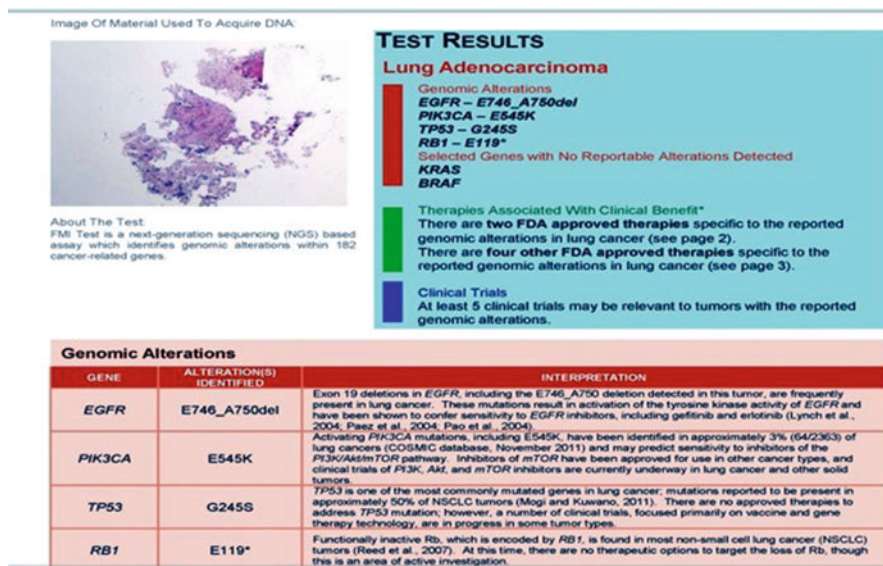 Image Of Material Used To Acquire DNA:
About The Test:
FMI Test is a next-generation sequencing (NGS) based
assay which identifies genomic alterations within 182
cancer-related genes.
TEST RESULTS
Lung Adenocarcinoma
Genomic Alterations
EGFR – E746_A750del
PIK3CA – E545K
TP53 – G245S
RB1 – E119*
Selected Genes with No Reportable Alterations Detected
KRAS
BRAF
Therapies Associated With Clinical Benefit*
There are two FDA approved therapies specific to the reported
genomic alterations in lung cancer (see page 2).
There are four other FDA approved therapies specific to the
reported genomic alterations in lung cancer (see page 3).
Clinical Trials
At least 5 clinical trials may be relevant to tumors with the reported
genomic alterations.
Genomic Alterations
GENE
ALTERATION(S)
IDENTIFIED
INTERPRETATION
EGFR
E746_A750del
Exon 19 deletions in EGFR, including the E746_A750 deletion detected in this tumor, are frequently
present in lung cancer. These mutations result in activation of the tyrosine kinase activity of EGFR and
have been shown to confer sensitivity to EGFR inhibitors, including gefitinib and erlotinib (Lynch et al.,
2004; Paez et al., 2004; Pao et al., 2004).
PIK3CA
E545K
Activating PIK3CA mutations, including E545K, have been identified in approximately 3% (64/2363) of
lung cancers (COSMIC database, November 2011) and may predict sensitivity to inhibitors of the
PI3K/Akt/mTOR pathway. Inhibitors of mTOR have been approved for use in other cancer types, and
clinical trials of PI3K, Akt, and mTOR inhibitors are currently underway in lung cancer and other solid
tumors.
TP53
G245S
TP53 is one of the most commonly mutated genes in lung cancer; mutations reported to be present in
approximately 50% of NSCLC tumors (Mogi and Kuwano, 2011). There are no approved therapies to
address TP53 mutation; however, a number of clinical trials, focused primarily on vaccine and gene
therapy technology, are in progress in some tumor types.
RB1
E119*
Functionally inactive Rb, which is encoded by RB1, is found in most non-small cell lung cancer (NSCLC)
tumors (Reed et al., 2007). At this time, there are no therapeutic options to target the loss of Rb, though
this is an area of active investigation.